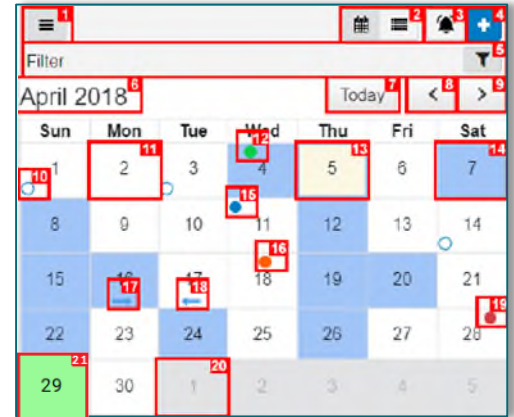 1 2 3 4
Filter 5
April 2018 6 Today 7 8 9
Sun Mon Tue Wed Thu Fri Sat
10 1 11 2 3 12 4 13 5 6 14 7
15
8 9 10 11 12 13 14
16
15 16 17 17 18 18 19 20 21
19
22 23 24 25 26 27 28
21 29 30 20 1 2 3 4 5